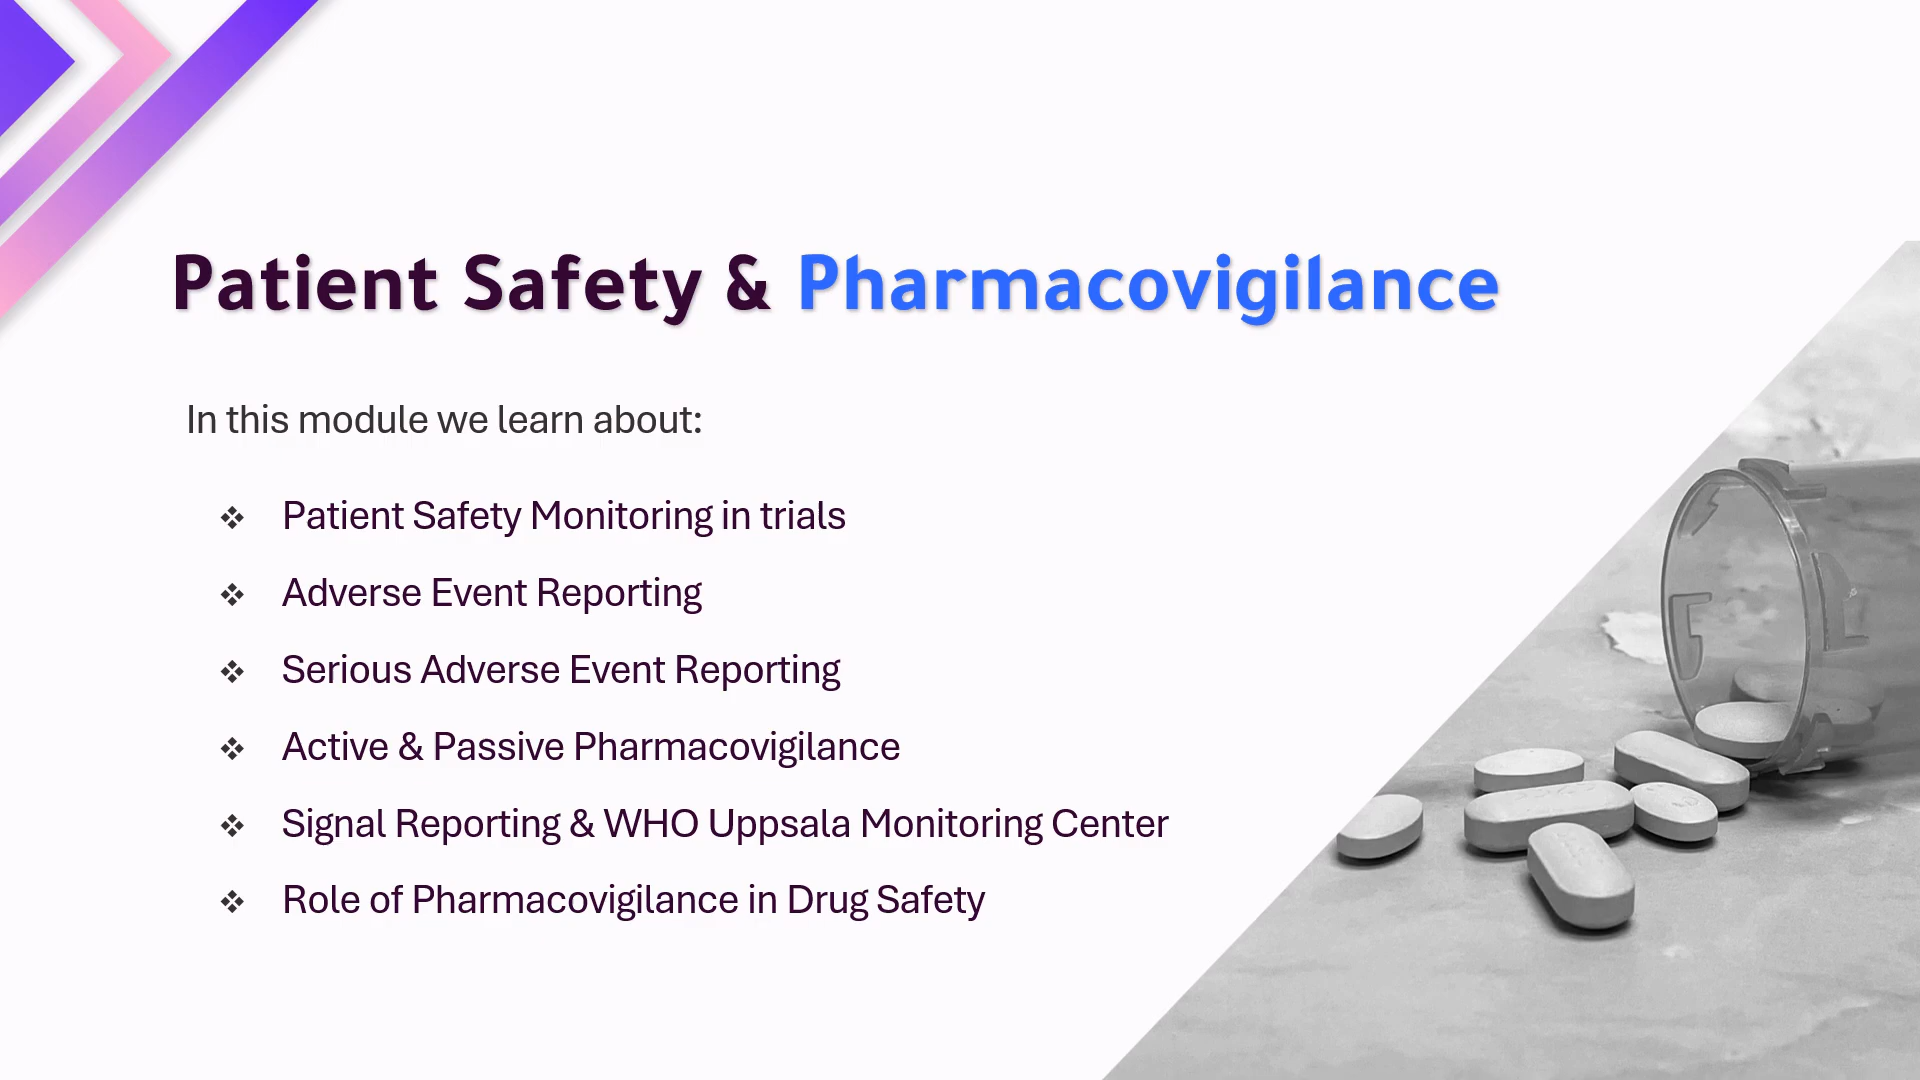 Patient Safety & Pharmacovigilance
In this module we learn about:
❖ Patient Safety Monitoring in trials
❖ Adverse Event Reporting
❖ Serious Adverse Event Reporting
❖ Active & Passive Pharmacovigilance
❖ Signal Reporting & WHO Uppsala Monitoring Center
❖ Role of Pharmacovigilance in Drug Safety